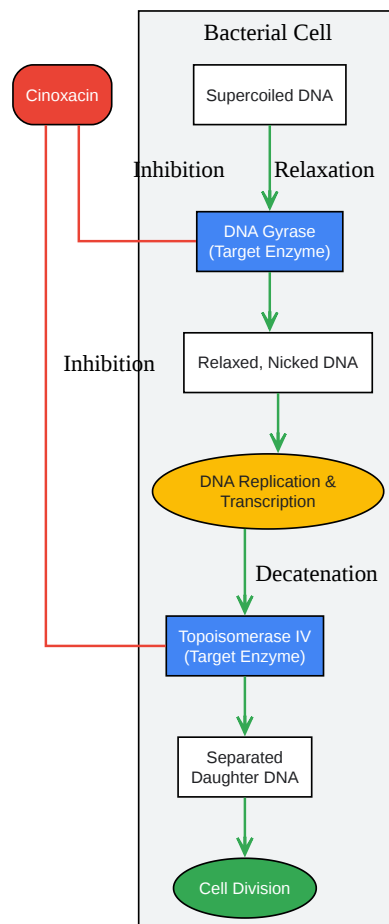 Bacterial Cell
Cinoxacin
Supercoiled DNA
Inhibition
Relaxation
DNA Gyrase
(Target Enzyme)
Inhibition
Relaxed, Nicked DNA
DNA Replication &
Transcription
Decatenation
Topoisomerase IV
(Target Enzyme)
Separated
Daughter DNA
Cell Division